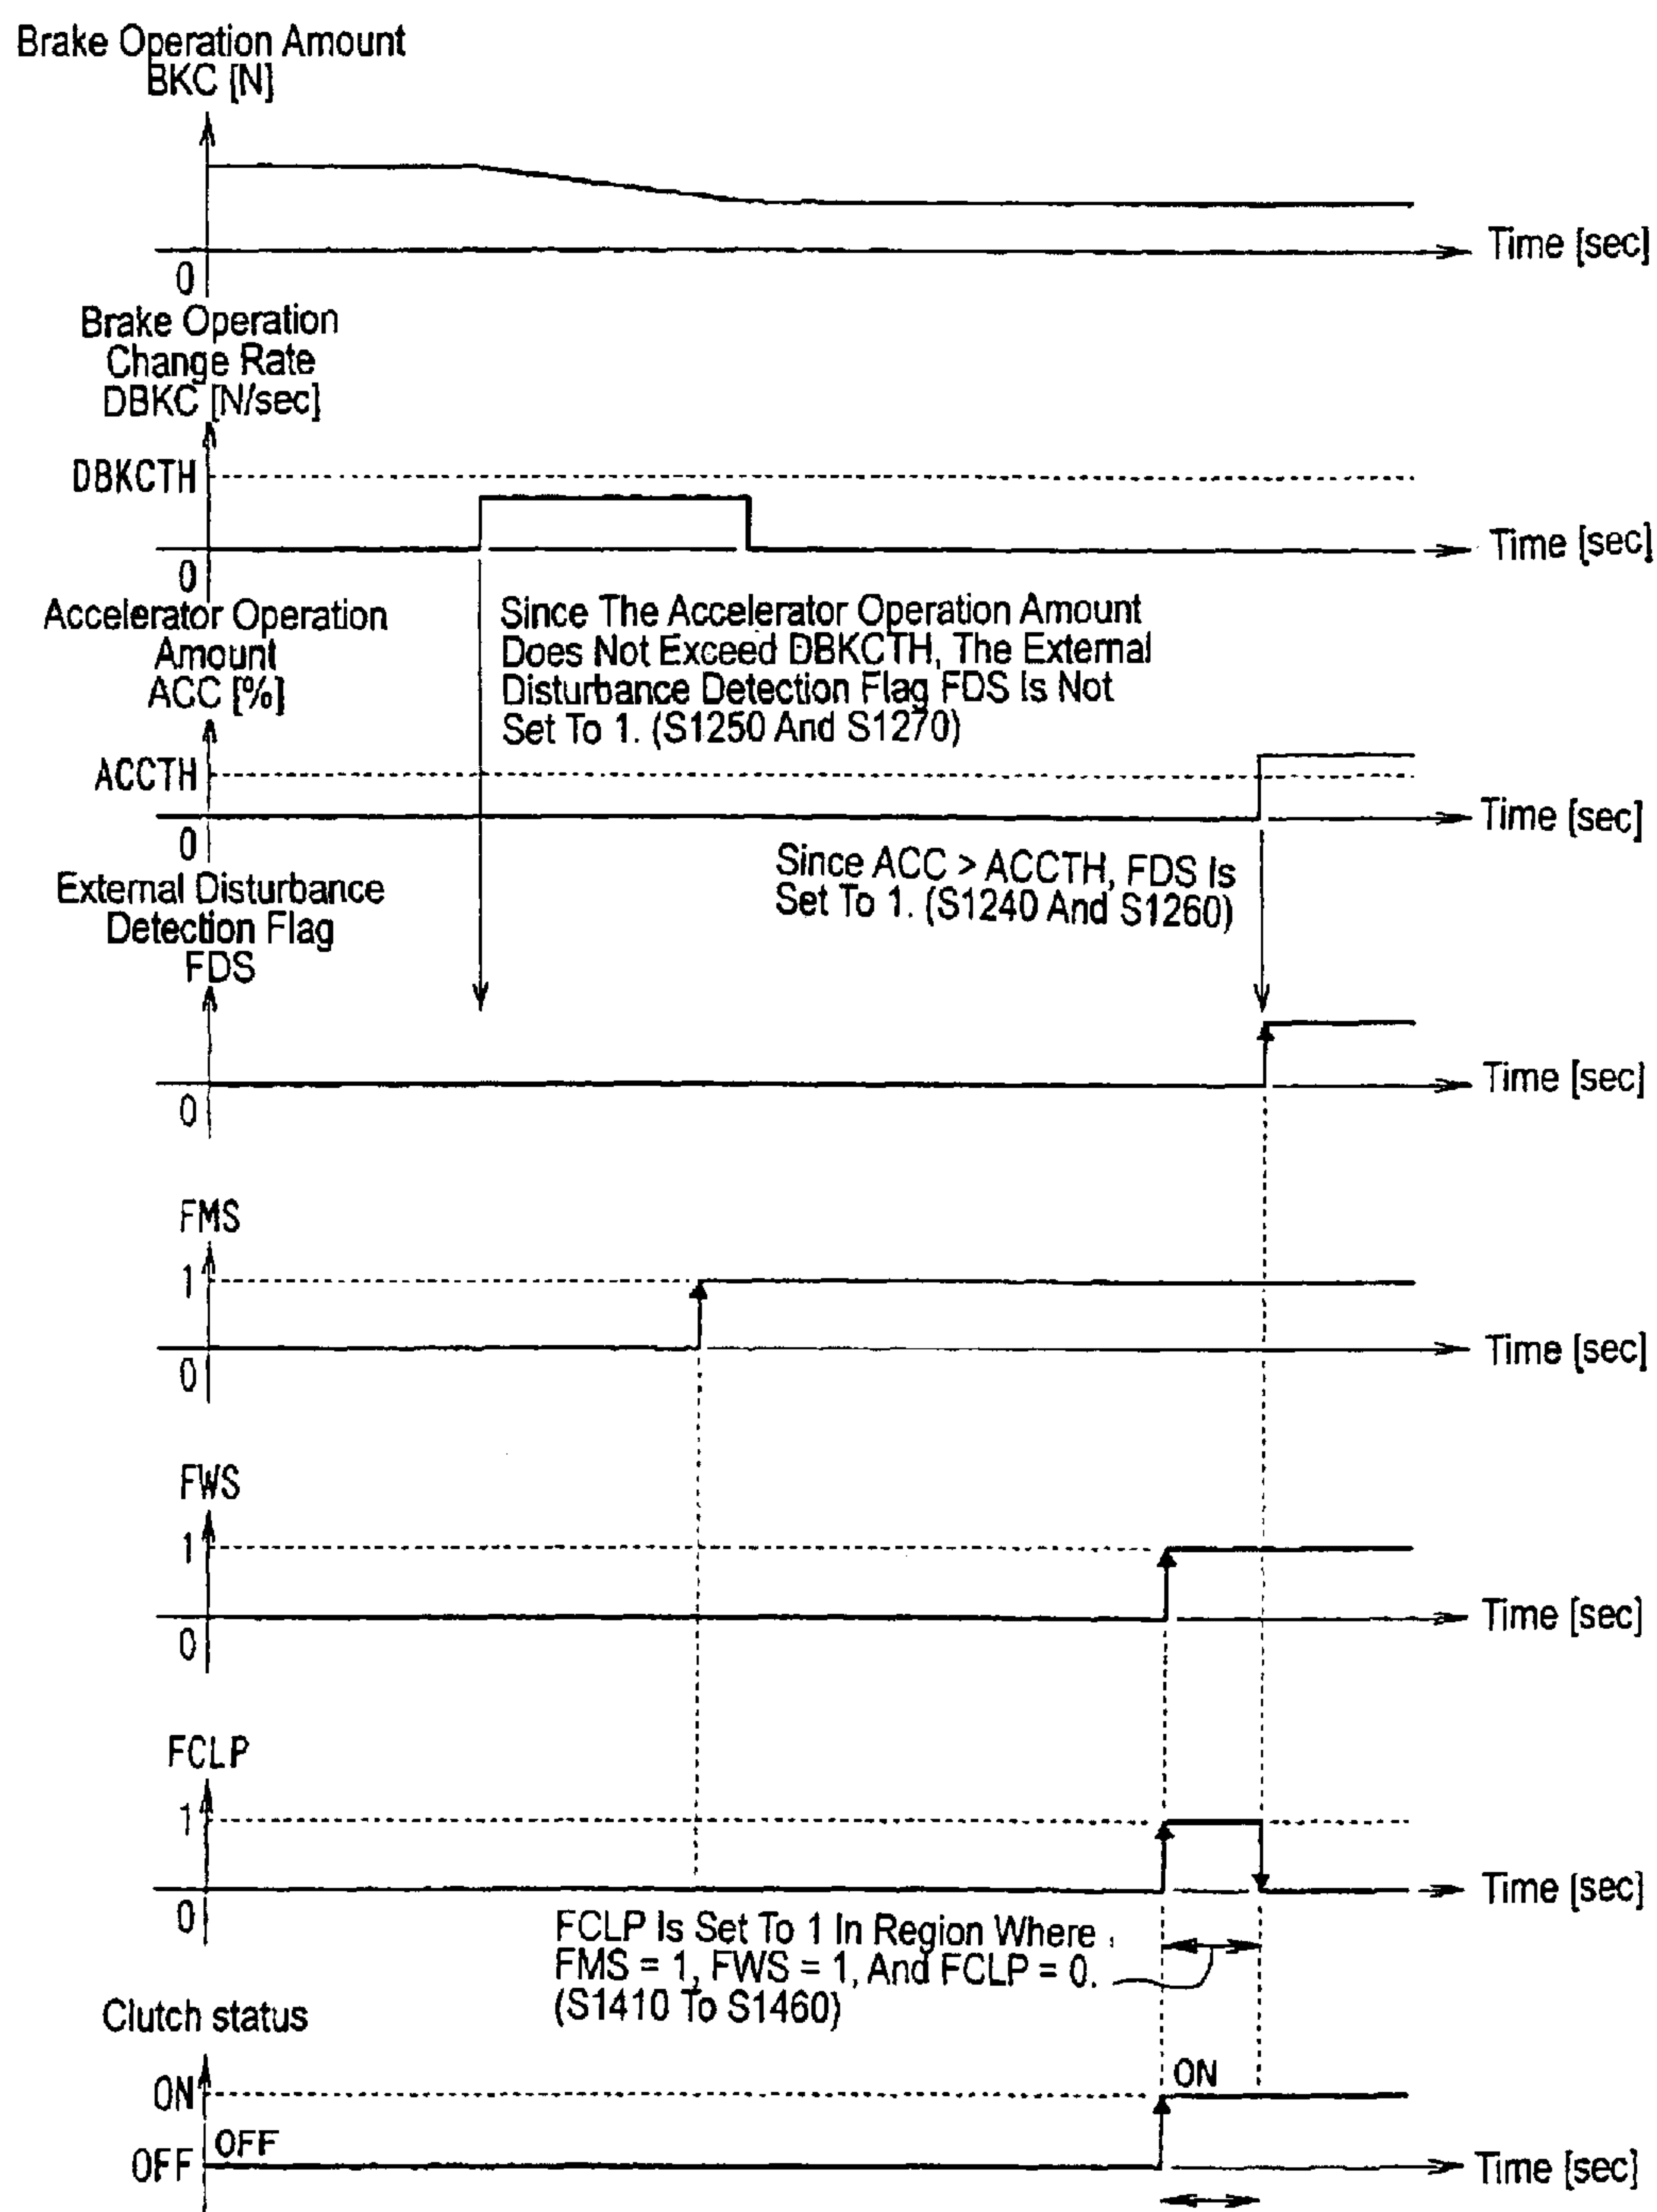 Brake Operation Amount
BKC [N]
0
Time [sec]
Brake Operation
Change Rate
DBKC [N/sec]
DBKCTH
0
Time [sec]
Accelerator Operation
Amount
ACC [%]
Since The Accelerator Operation Amount
Does Not Exceed DBKCTH, The External
Disturbance Detection Flag FDS Is Not
Set To 1. (S1250 And S1270)
ACCTH
0
Time [sec]
Since ACC > ACCTH, FDS Is
Set To 1. (S1240 And S1260)
External Disturbance
Detection Flag
FDS
0
Time [sec]
FMS
1
0
Time [sec]
FWS
1
0
Time [sec]
FCLP
1
0
Time [sec]
FCLP Is Set To 1 In Region Where
FMS = 1, FWS = 1, And FCLP = 0.
(S1410 To S1460)
Clutch status
ON
ON
OFF
OFF
Time [sec]